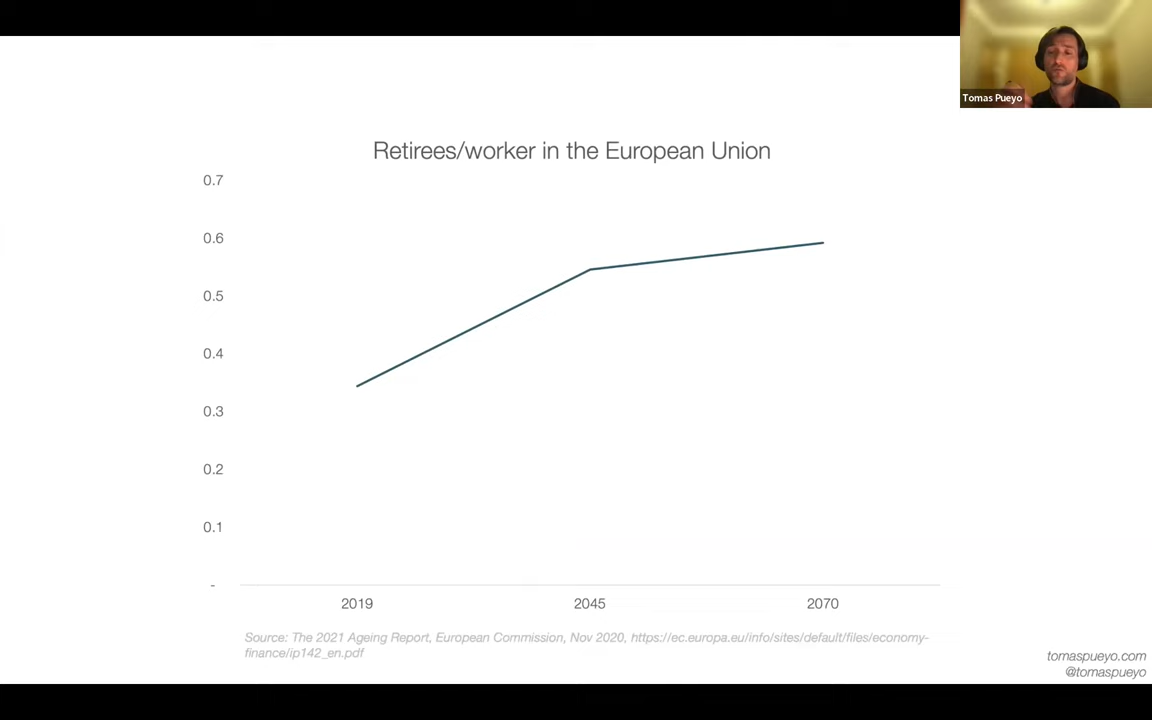 Tomas Pueyo
Retirees/worker in the European Union
0.7
0.6
0.5
0.4
0.3
0.2
0.1
-
2019 2045 2070
Source: The 2021 Ageing Report, European Commission, Nov 2020, https://ec.europa.eu/info/sites/default/files/economy-
finance/ip142_en.pdf
tomaspueyo.com
@tomaspueyo